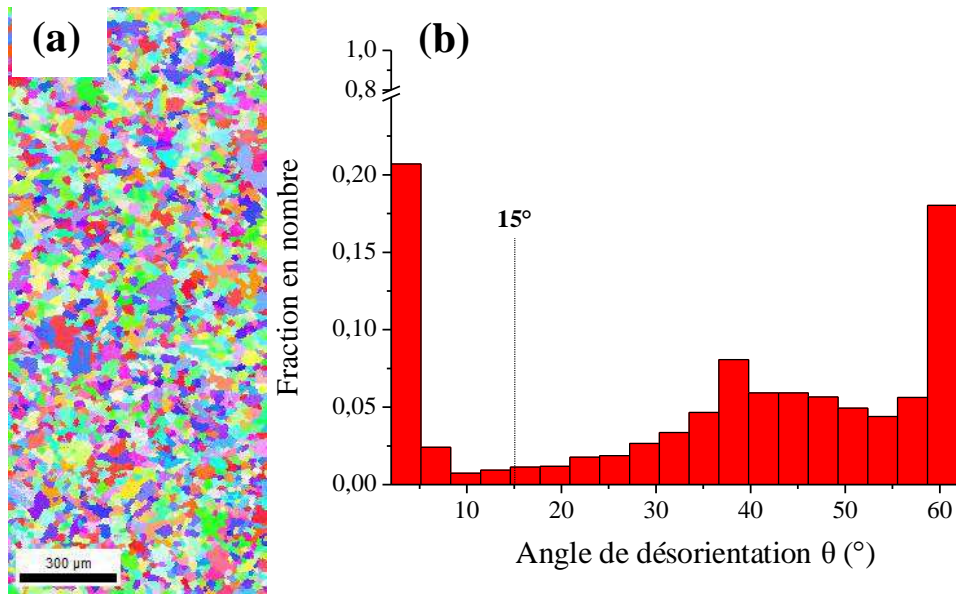 (a)
(b)
1,0
0,8
0,20
0,15
0,10
0,05
0,00
Fraction en nombre
15°
10
20
30
40
50
60
Angle de désorientation θ (°)
300 µm